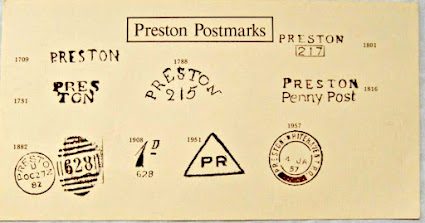 Preston Postmarks
1709
PRESTON
1788
PRESTON
215
PRESTON
217
1801
1731
PRES
TON
PRESTON
Penny Post
1816
1882
PRESTON
OC 27
82
628
1908
1D
628
1951
PR
1957
PRESTON
4 JA
57